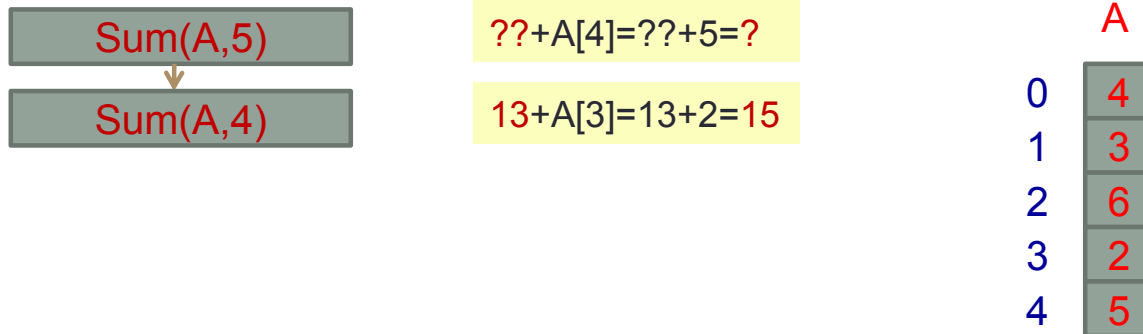 Sum(A,5)
??+A[4]=??+5=?
Sum(A,4)
13+A[3]=13+2=15
A
0 4
1 3
2 6
3 2
4 5